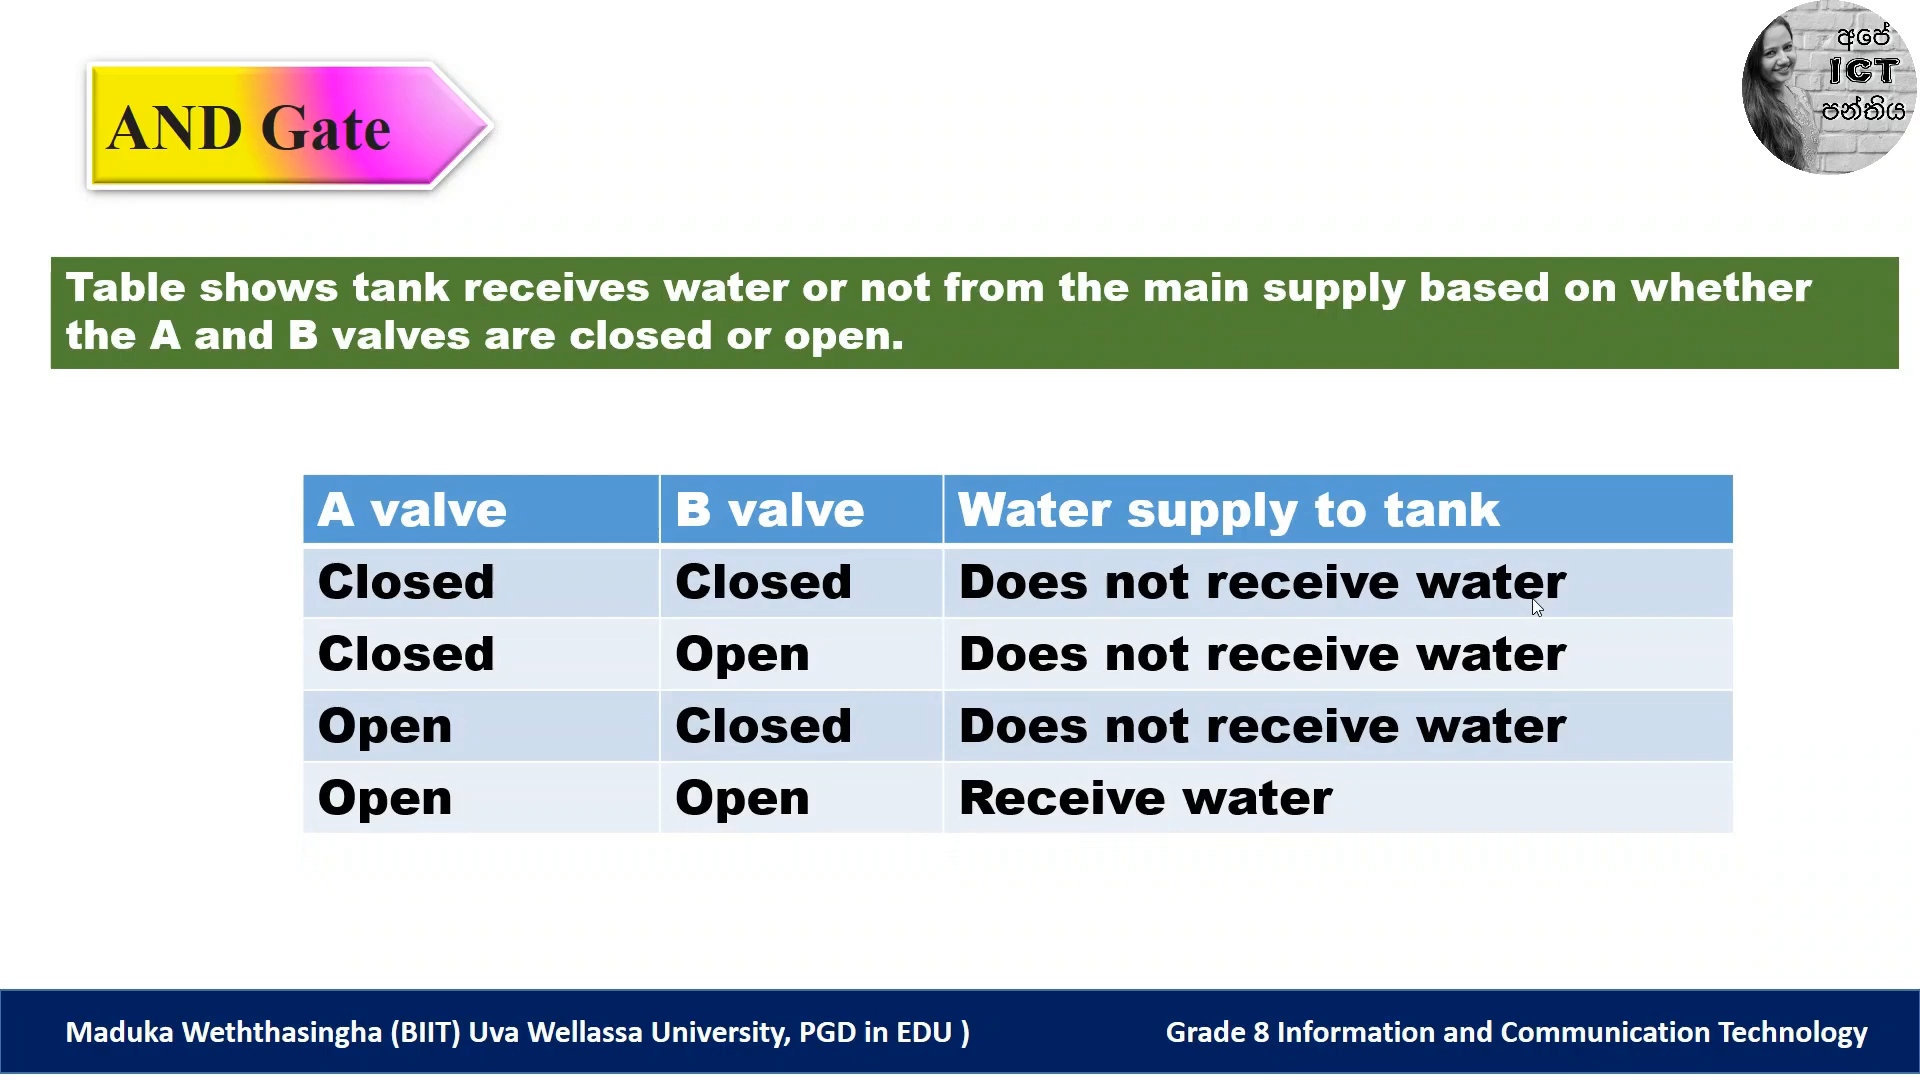 අපේ
ICT
පන්තිය
AND Gate
Table shows tank receives water or not from the main supply based on whether
the A and B valves are closed or open.
A valve B valve Water supply to tank
Closed Closed Does not receive water
Closed Open Does not receive water
Open Closed Does not receive water
Open Open Receive water
Maduka Weththasingha (BIIT) Uva Wellassa University, PGD in EDU ) Grade 8 Information and Communication Technology